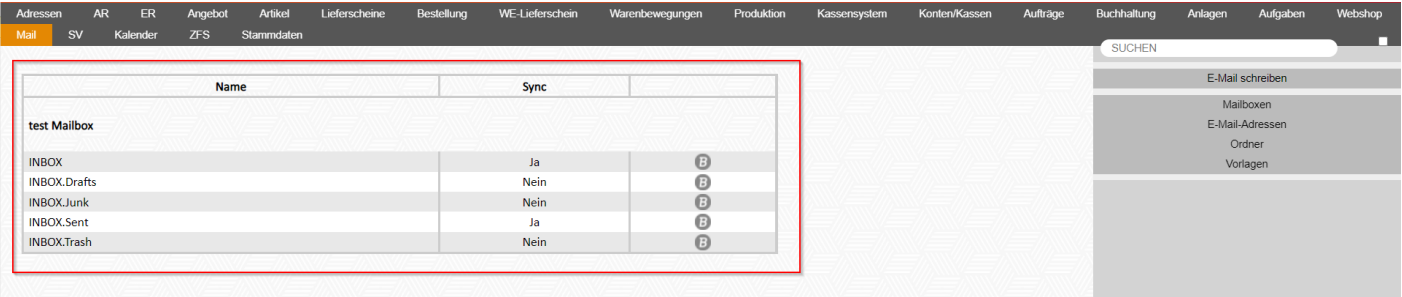 Adressen AR ER Angebot Artikel Lieferscheine Bestellung WE-Lieferschein Warenbewegungen Produktion Kassensystem Konten/Kassen Aufträge Buchhaltung Anlagen Aufgaben Webshop
Mail SV Kalender ZFS Stammdaten
SUCHEN
Name Sync
test Mailbox
INBOX Ja B
INBOX.Drafts Nein B
INBOX.Junk Nein B
INBOX.Sent Ja B
INBOX.Trash Nein B
E-Mail schreiben
Mailboxen
E-Mail-Adressen
Ordner
Vorlagen